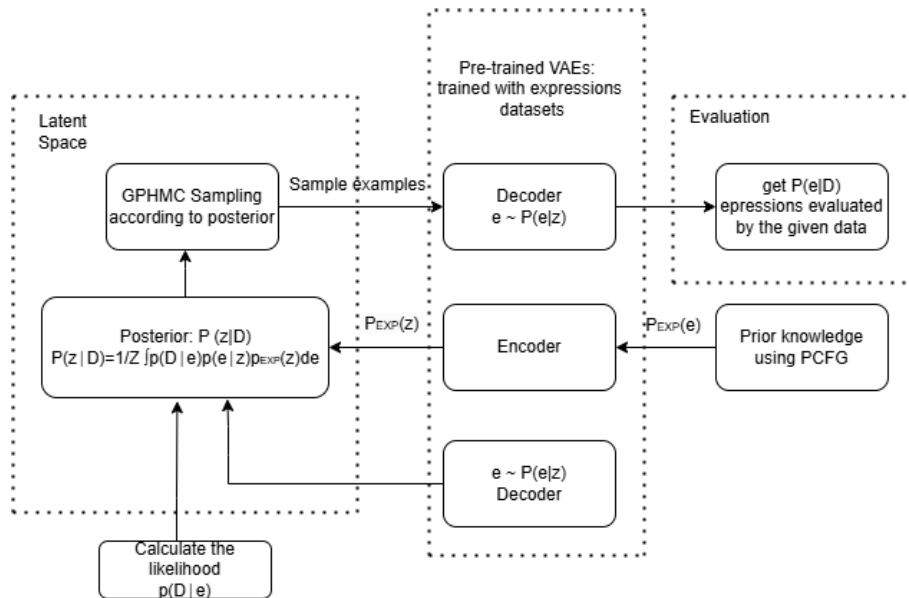 Pre-trained VAEs:
trained with expressions
datasets
Latent
Space
Evaluation
GPHMC Sampling
according to posterior
Sample examples
Decoder
e ~ P(e|z)
get P(e|D)
epressions evaluated
by the given data
Posterior: P (z|D)
P(z|D)=1/Z ∫p(D|e)p(e|z)pEXP(z)de
PEXP(z)
Encoder
PEXP(e)
Prior knowledge
using PCFG
e ~ P(e|z)
Decoder
Calculate the
likelihood
p(D|e)